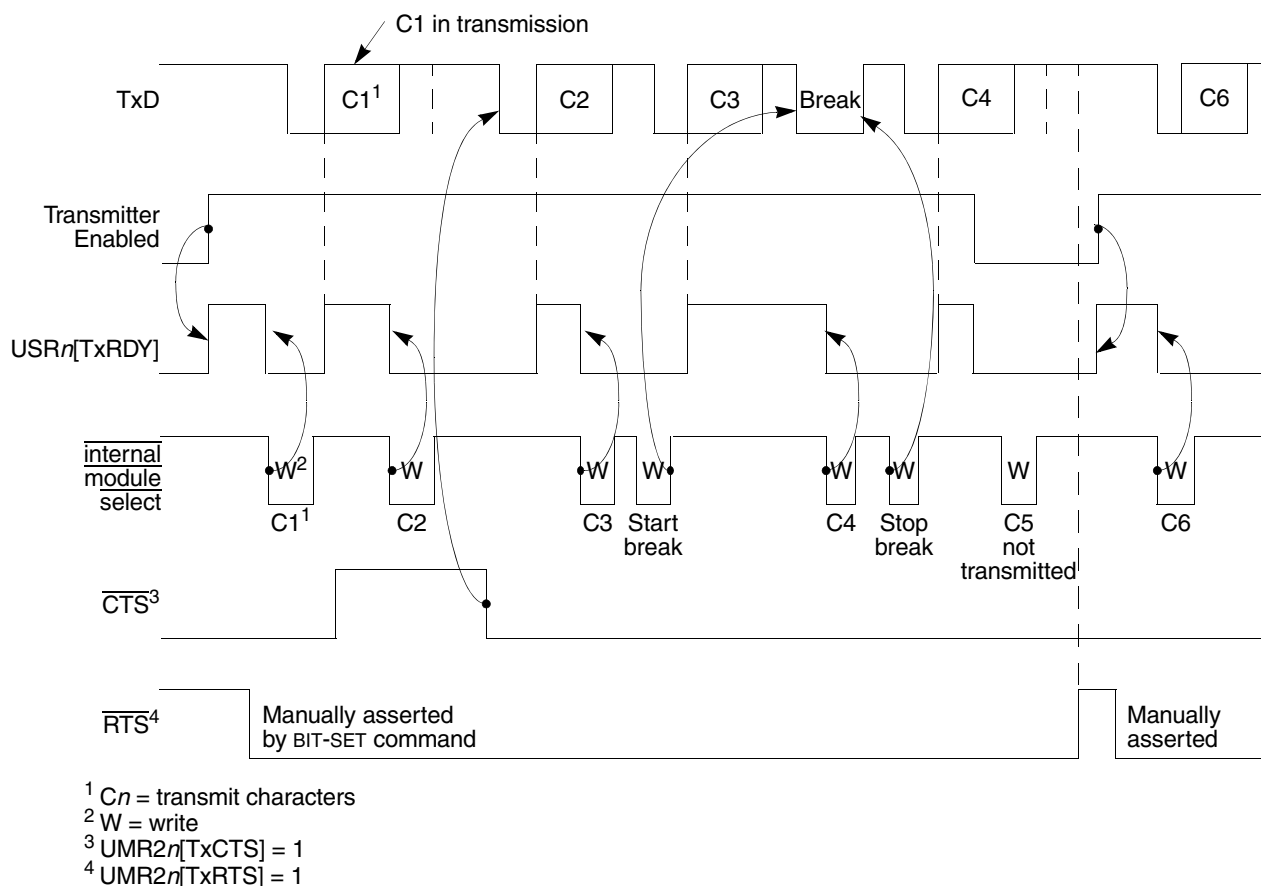 C1 in transmission
TxD
C1¹
C2
C3
Break
C4
C6
Transmitter
Enabled
USRn[TxRDY]
internal
module
select
W²
W
W
W
W
W
W
W
C1¹
C2
C3
Start
break
C4
Stop
break
C5
not
transmitted
C6
CTS³
RTS⁴
Manually asserted
by BIT-SET command
Manually
asserted
¹ Cn = transmit characters
² W = write
³ UMR2n[TxCTS] = 1
⁴ UMR2n[TxRTS] = 1